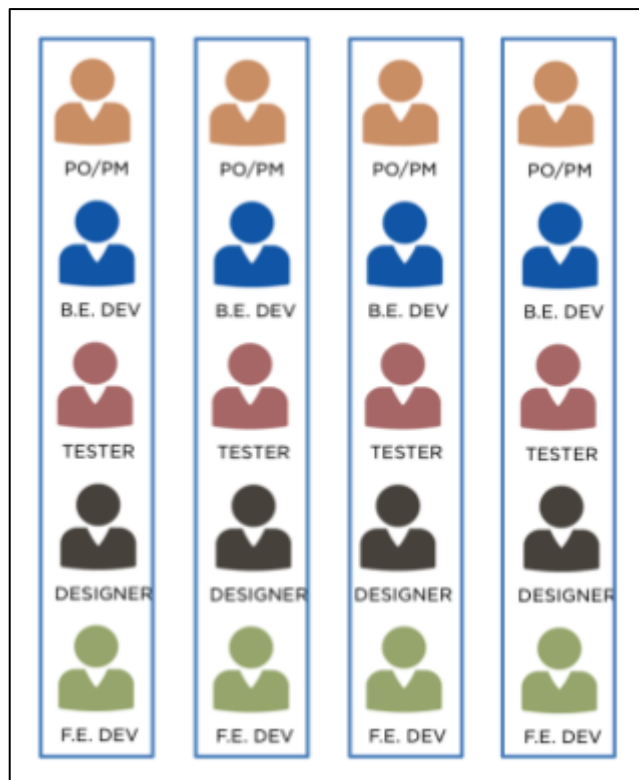 PO/PM PO/PM PO/PM PO/PM
B.E. DEV B.E. DEV B.E. DEV B.E. DEV
TESTER TESTER TESTER TESTER
DESIGNER DESIGNER DESIGNER DESIGNER
F.E. DEV F.E. DEV F.E. DEV F.E. DEV